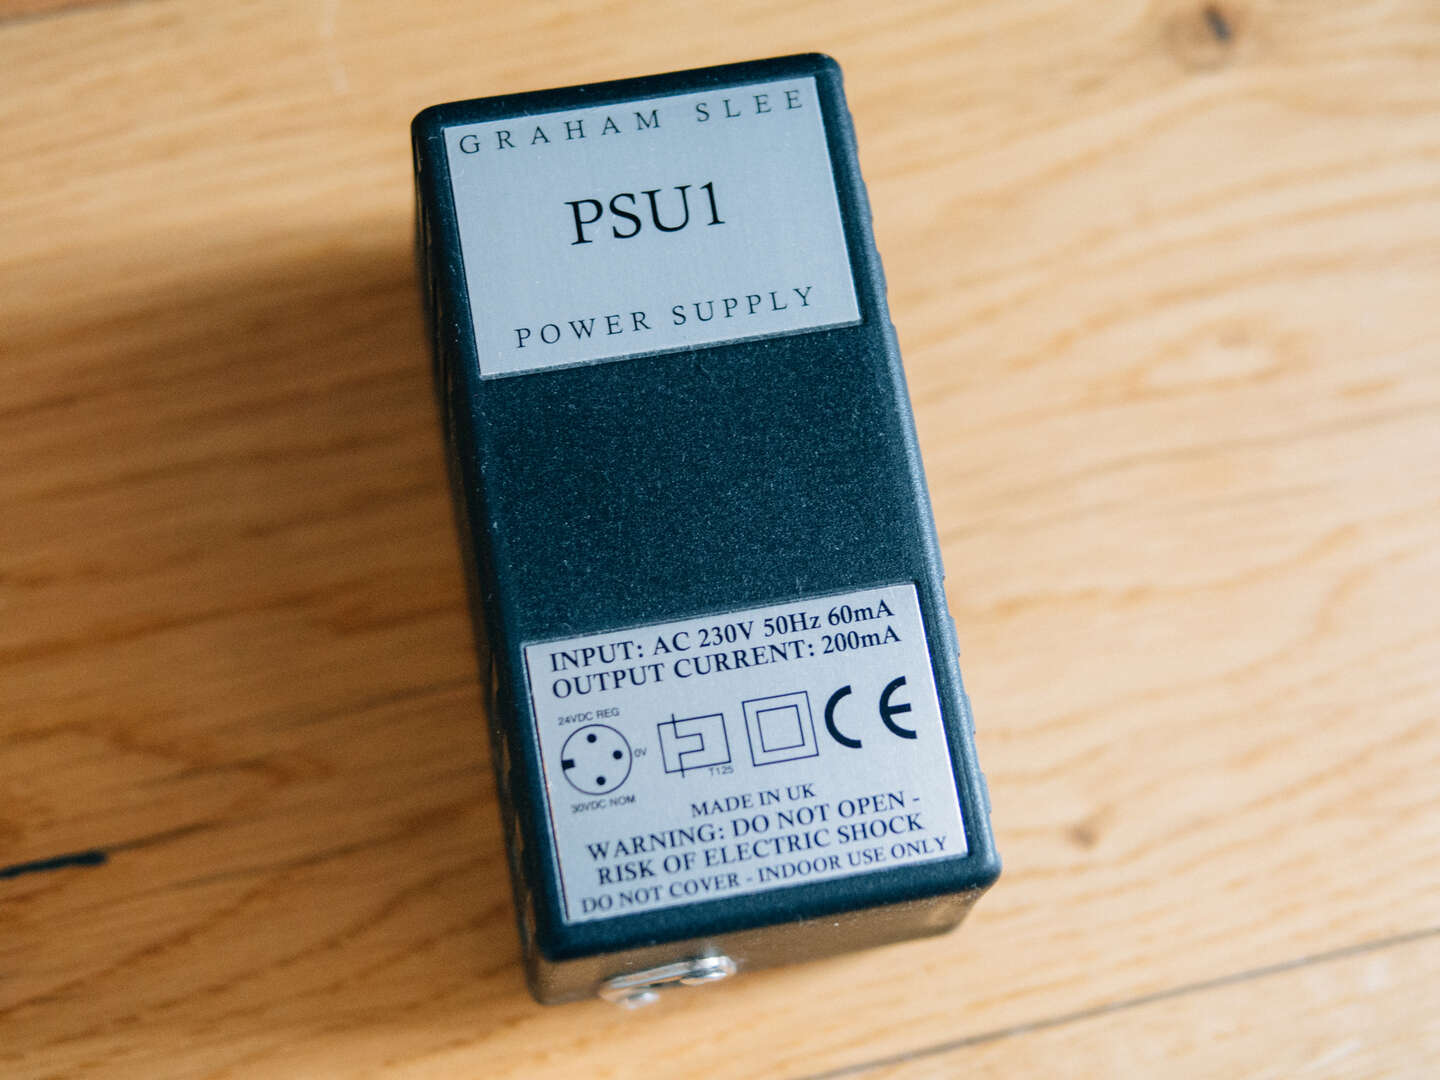 GRAHAM SLEE
PSU1
POWER SUPPLY
INPUT: AC 230V 50Hz 60mA
OUTPUT CURRENT: 200mA
24VDC REG
0V
30VDC NOM
T125
CE
MADE IN UK
WARNING: DO NOT OPEN -
RISK OF ELECTRIC SHOCK
DO NOT COVER - INDOOR USE ONLY